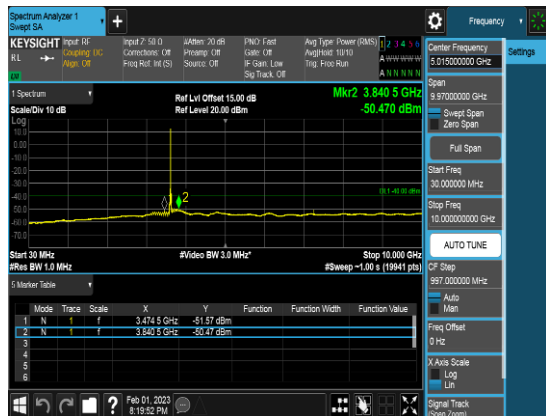 Spectrum Analyzer 1
Swept SA
Frequency
KEYSIGHT
RL
Input: RF
Coupling: DC
Align: Off
Input Z: 50 Ω
Corrections: Off
Freq Ref: Int (S)
#Atten: 20 dB
Preamp: Off
Source: Off
PNO: Fast
Gate: Off
IF Gain: Low
Sig Track: Off
Avg Type: Power (RMS)
Avg|Hold: 10/10
Trig: Free Run
1 2 3 4 5 6
A W W W W W
A N N N N N
LV
1 Spectrum
Scale/Div 10 dB
Log
Ref Lvl Offset 15.00 dB
Ref Level 20.00 dBm
Mkr2 3.840 5 GHz
-50.470 dBm
10.0
0.00
-10.0
-20.0
-30.0
-40.0
-50.0
-60.0
-70.0
DL1 -40.00 dBm
2
Start 30 MHz
#Res BW 1.0 MHz
#Video BW 3.0 MHz*
Stop 10.000 GHz
#Sweep ~1.00 s (19941 pts)
5 Marker Table
Mode Trace Scale X Y Function Function Width Function Value
1 N 1 f 3.474 5 GHz -51.57 dBm
2 N 1 f 3.840 5 GHz -50.47 dBm
3
4
5
6
Feb 01, 2023
8:19:52 PM
Center Frequency
5.015000000 GHz
Settings
Span
9.97000000 GHz
Swept Span
Zero Span
Full Span
Start Freq
30.000000 MHz
Stop Freq
10.000000000 GHz
AUTO TUNE
CF Step
997.000000 MHz
Auto
Man
Freq Offset
0 Hz
X Axis Scale
Log
Lin
Signal Track
(Span Zoom)